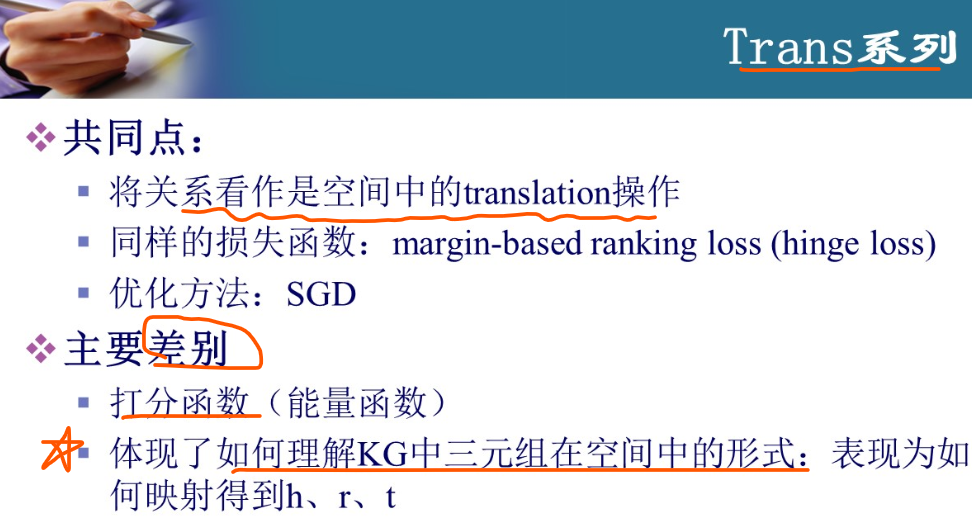 Trans系列
共同点：
将关系看作是空间中的translation操作
同样的损失函数：margin-based ranking loss (hinge loss)
优化方法：SGD
主要差别
打分函数（能量函数）
体现了如何理解KG中三元组在空间中的形式：表现为如
何映射得到h、r、t